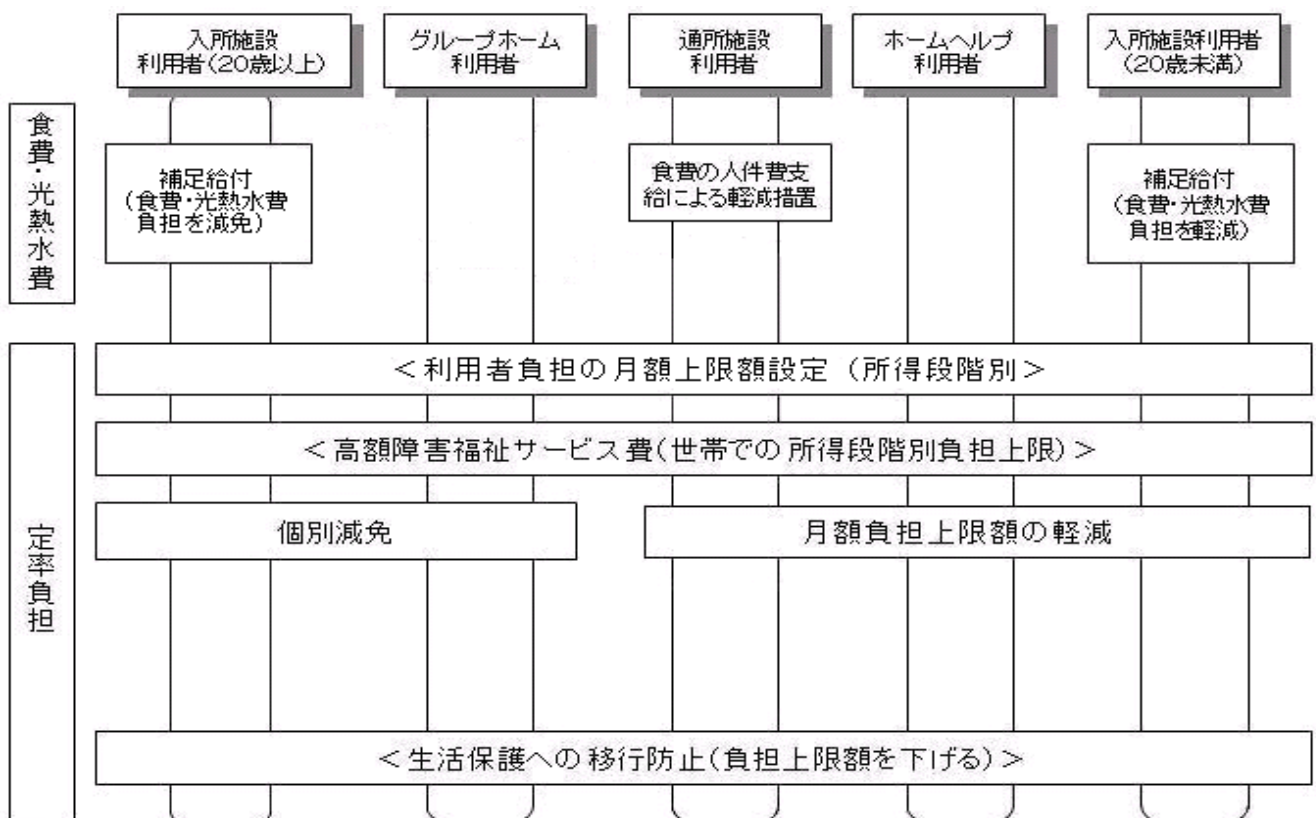 入所施設
利用者(20歳以上)
グループホーム
利用者
通所施設
利用者
ホームヘルプ
利用者
入所施設利用者
(20歳未満)
食費・光熱水費
補足給付
(食費・光熱水費
負担を減免)
食費の人件費支
給による軽減措置
補足給付
(食費・光熱水費
負担を軽減)
定率負担
<利用者負担の月額上限額設定(所得段階別>
<高額障害福祉サービス費(世帯での所得段階別負担上限)>
個別減免
月額負担上限額の軽減
<生活保護への移行防止(負担上限額を下げる)>